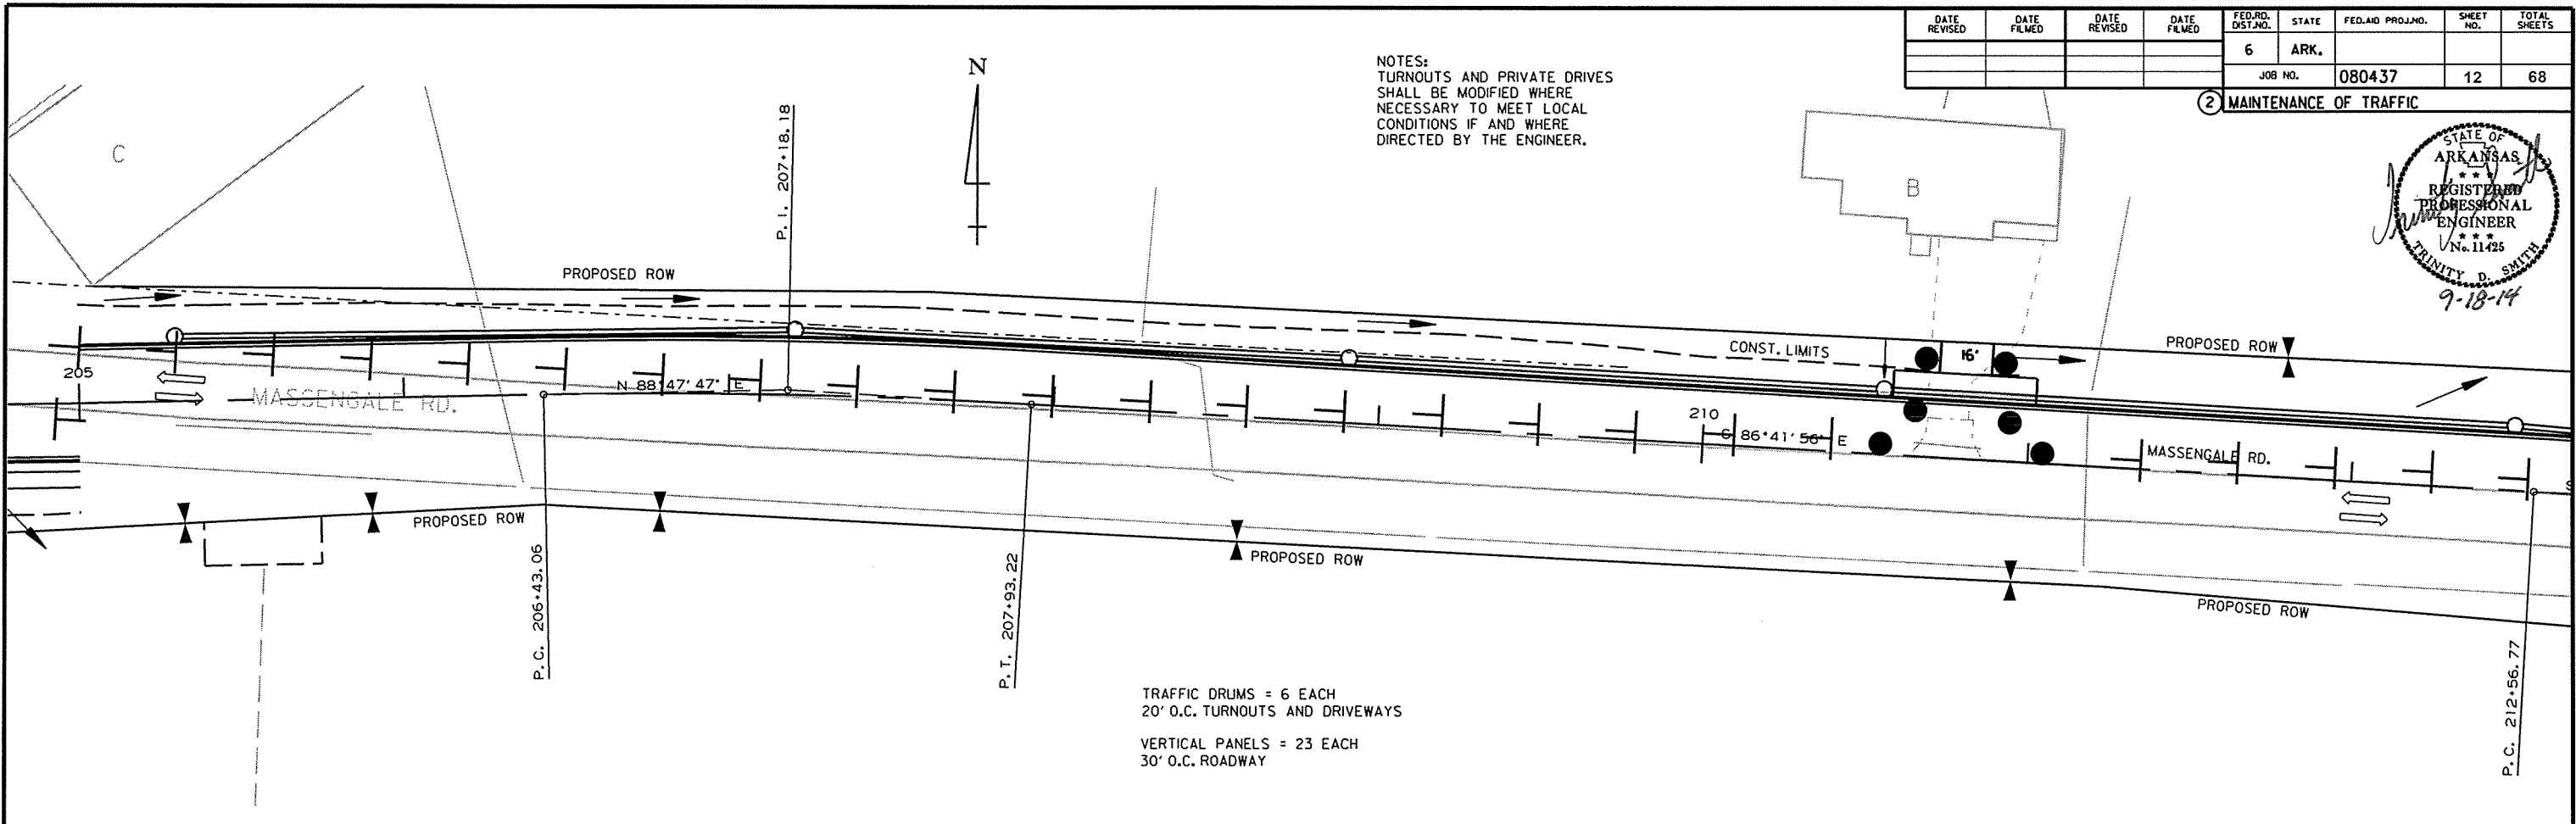 DATE REVISED
DATE FILMED
DATE REVISED
DATE FILMED
FED.RD. DIST.NO.
STATE
FED.AID PROJ.NO.
SHEET NO.
TOTAL SHEETS
6
ARK.
JOB NO.
080437
12
68
2 MAINTENANCE OF TRAFFIC
NOTES:
TURNOUTS AND PRIVATE DRIVES
SHALL BE MODIFIED WHERE
NECESSARY TO MEET LOCAL
CONDITIONS IF AND WHERE
DIRECTED BY THE ENGINEER.
N
STATE OF
ARKANSAS
★ ★ ★
REGISTERED
PROFESSIONAL
ENGINEER
★ ★ ★
No. 11425
TRINITY D. SMITH
9-18-14
C
B
P.I. 207+18.18
PROPOSED ROW
CONST. LIMITS
16'
PROPOSED ROW
205
MASSENGALE RD.
N 88°47'47" E
210
S 86°41'56" E
MASSENGALE RD.
S
PROPOSED ROW
PROPOSED ROW
PROPOSED ROW
P.C. 206+43.06
P.T. 207+93.22
P.C. 212+56.77
TRAFFIC DRUMS = 6 EACH
20' O.C. TURNOUTS AND DRIVEWAYS
VERTICAL PANELS = 23 EACH
30' O.C. ROADWAY